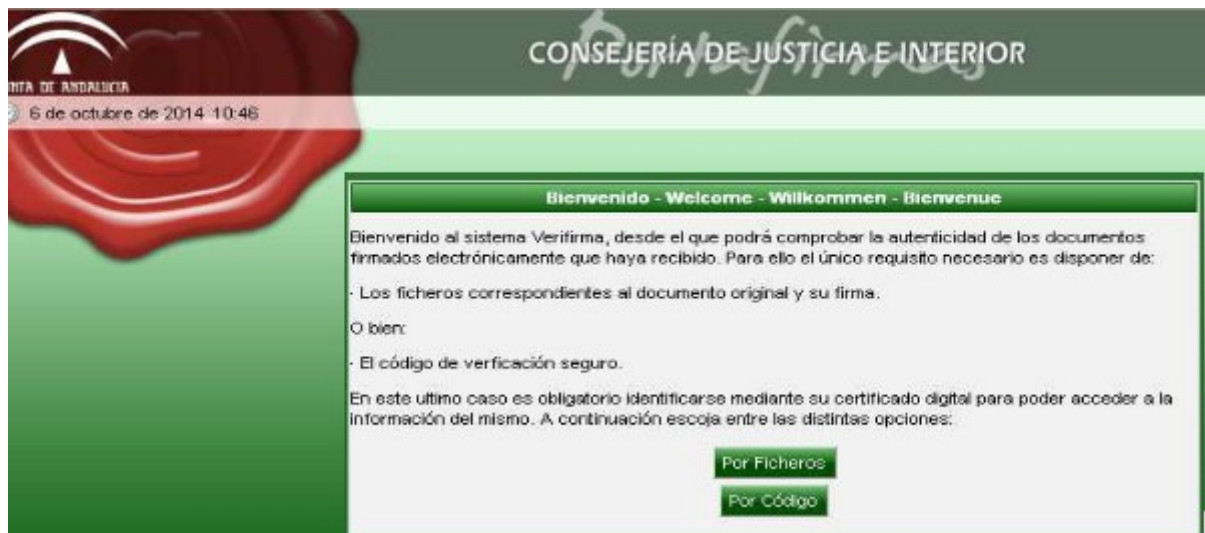 CONSEJERÍA DE JUSTICIA E INTERIOR
Portafirmas
JUNTA DE ANDALUCIA
6 de octubre de 2014 10:46
Bienvenido - Welcome - Willkommen - Bienvenue
Bienvenido al sistema Verifirma, desde el que podrá comprobar la autenticidad de los documentos
firmados electrónicamente que haya recibido. Para ello el único requisito necesario es disponer de:
· Los ficheros correspondientes al documento original y su firma.
O bien:
· El código de verficación seguro.
En este ultimo caso es obligatorio identificarse mediante su certificado digital para poder acceder a la
información del mismo. A continuación escoja entre las distintas opciones:
Por Ficheros
Por Código